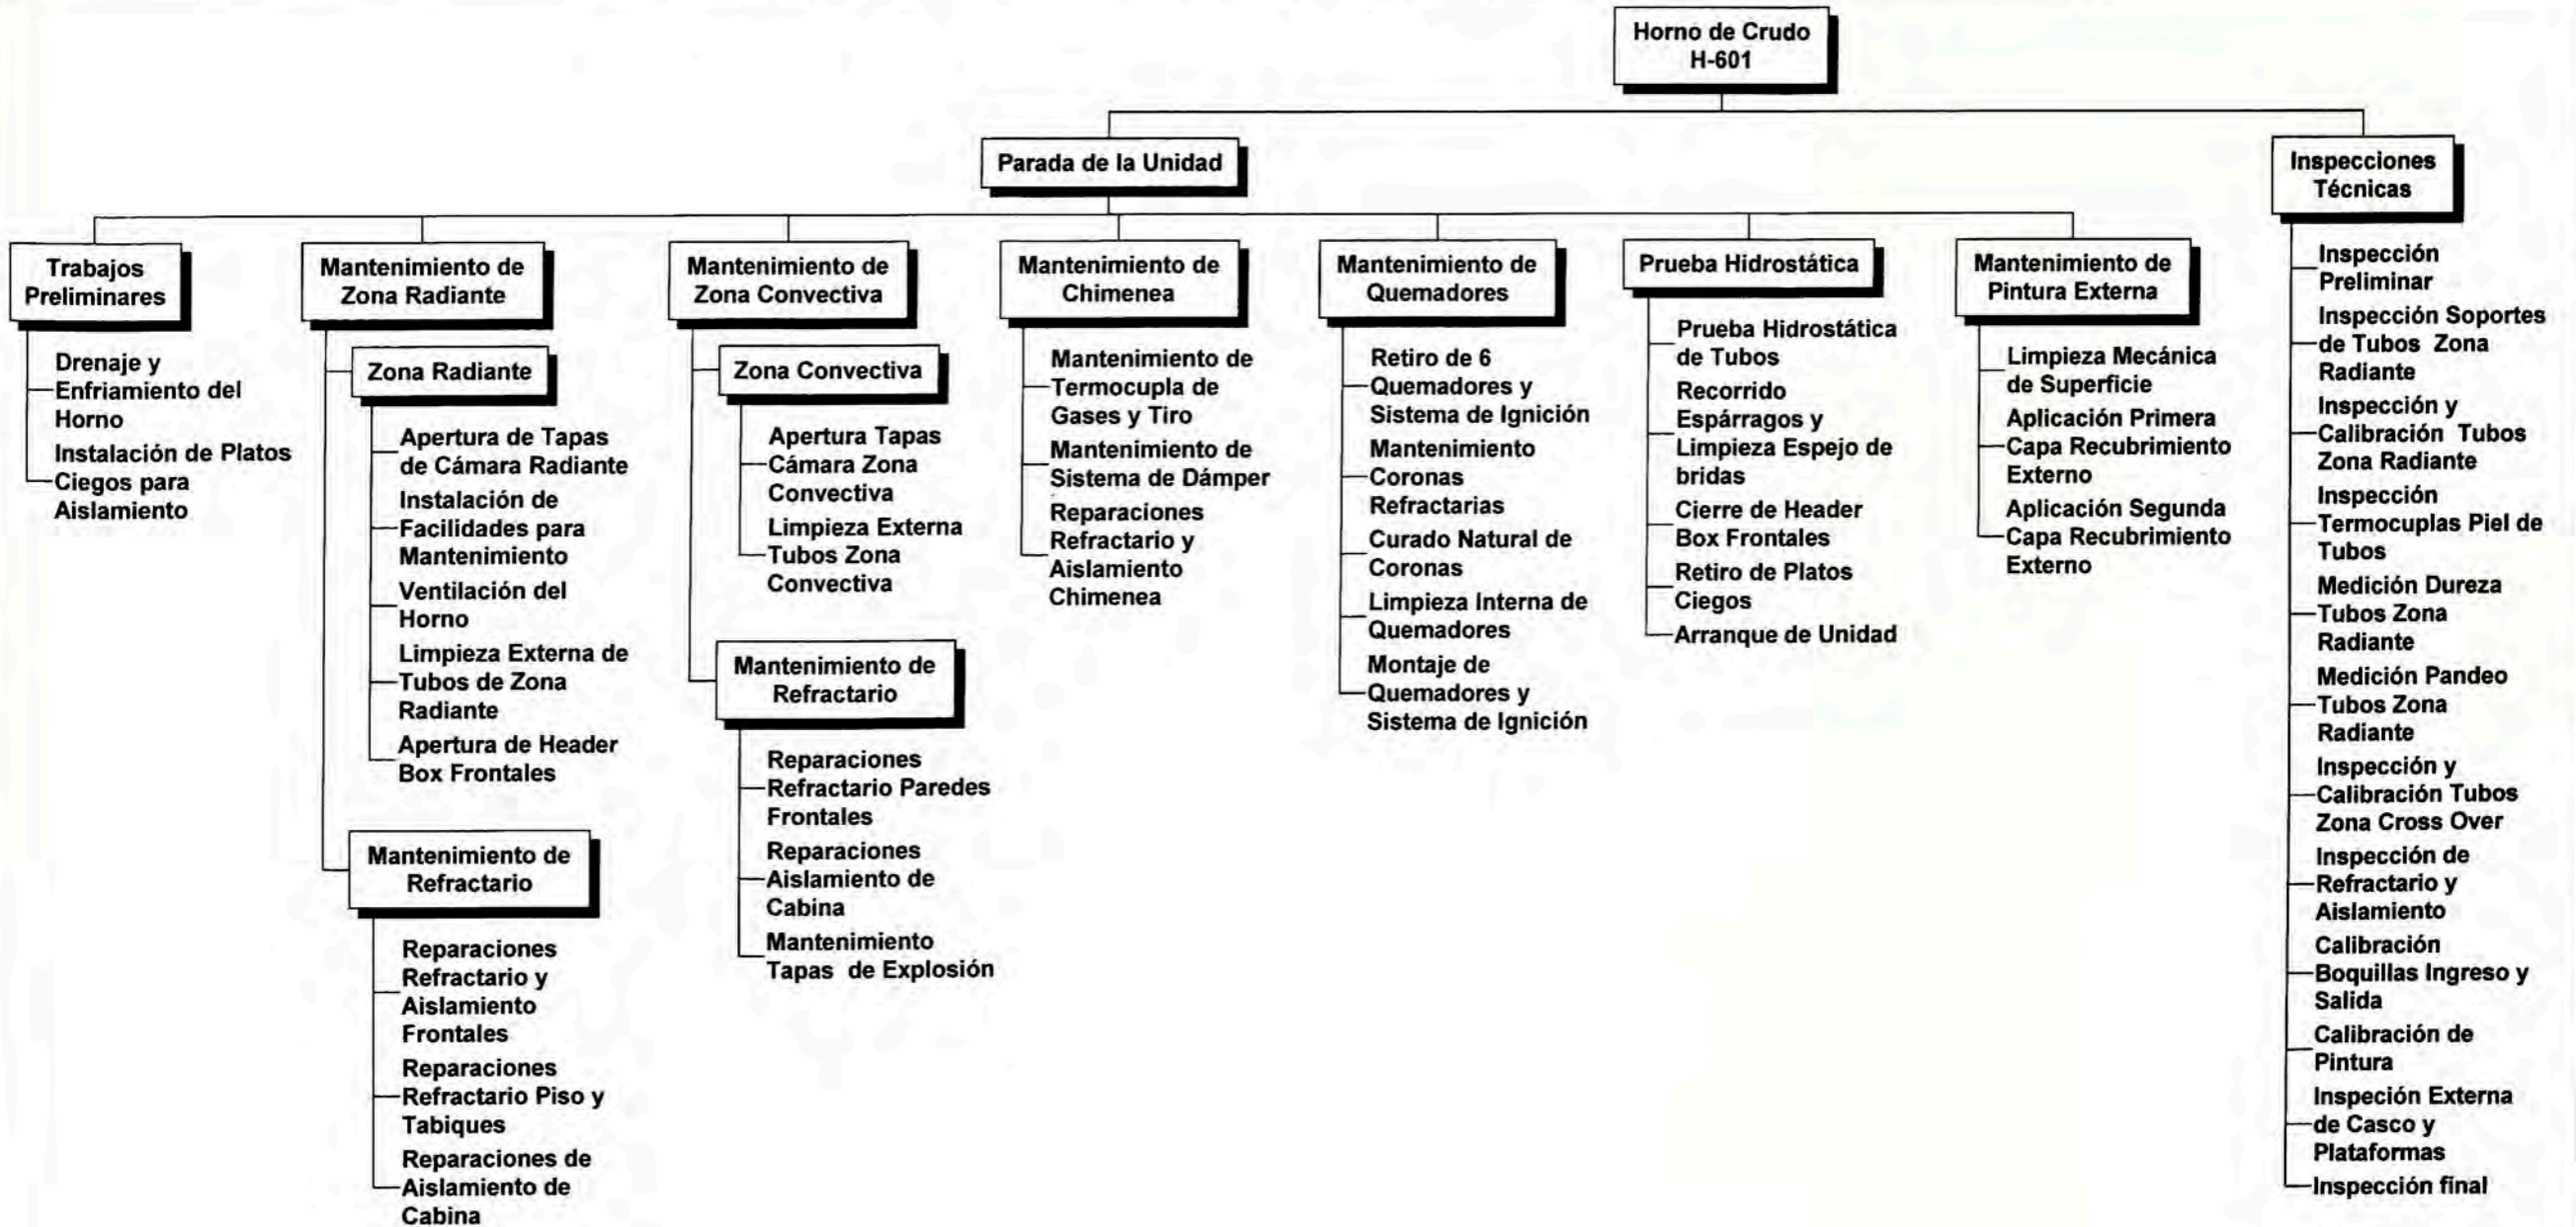 Horno de Crudo
H-601
Parada de la Unidad
Inspecciones
Técnicas
Trabajos
Preliminares
Drenaje y
Enfriamiento del
Horno
Instalación de Platos
Ciegos para
Aislamiento
Mantenimiento de
Zona Radiante
Zona Radiante
Apertura de Tapas
de Cámara Radiante
Instalación de
Facilidades para
Mantenimiento
Ventilación del
Horno
Limpieza Externa de
Tubos de Zona
Radiante
Apertura de Header
Box Frontales
Mantenimiento de
Refractario
Reparaciones
Refractario y
Aislamiento
Frontales
Reparaciones
Refractario Piso y
Tabiques
Reparaciones de
Aislamiento de
Cabina
Mantenimiento de
Zona Convectiva
Zona Convectiva
Apertura Tapas
Cámara Zona
Convectiva
Limpieza Externa
Tubos Zona
Convectiva
Mantenimiento de
Refractario
Reparaciones
Refractario Paredes
Frontales
Reparaciones
Aislamiento de
Cabina
Mantenimiento
Tapas de Explosión
Mantenimiento de
Chimenea
Mantenimiento de
Termocupla de
Gases y Tiro
Mantenimiento de
Sistema de Dámper
Reparaciones
Refractario y
Aislamiento
Chimenea
Mantenimiento de
Quemadores
Retiro de 6
Quemadores y
Sistema de Ignición
Mantenimiento
Coronas
Refractarias
Curado Natural de
Coronas
Limpieza Interna de
Quemadores
Montaje de
Quemadores y
Sistema de Ignición
Prueba Hidrostática
Prueba Hidrostática
de Tubos
Recorrido
Espárragos y
Limpieza Espejo de
bridas
Cierre de Header
Box Frontales
Retiro de Platos
Ciegos
Arranque de Unidad
Mantenimiento de
Pintura Externa
Limpieza Mecánica
de Superficie
Aplicación Primera
Capa Recubrimiento
Externo
Aplicación Segunda
Capa Recubrimiento
Externo
Inspección
Preliminar
Inspección Soportes
de Tubos Zona
Radiante
Inspección y
Calibración Tubos
Zona Radiante
Inspección
Termocuplas Piel de
Tubos
Medición Dureza
Tubos Zona
Radiante
Medición Pandeo
Tubos Zona
Radiante
Inspección y
Calibración Tubos
Zona Cross Over
Inspección de
Refractario y
Aislamiento
Calibración
Boquillas Ingreso y
Salida
Calibración de
Pintura
Inspeción Externa
de Casco y
Plataformas
Inspección final